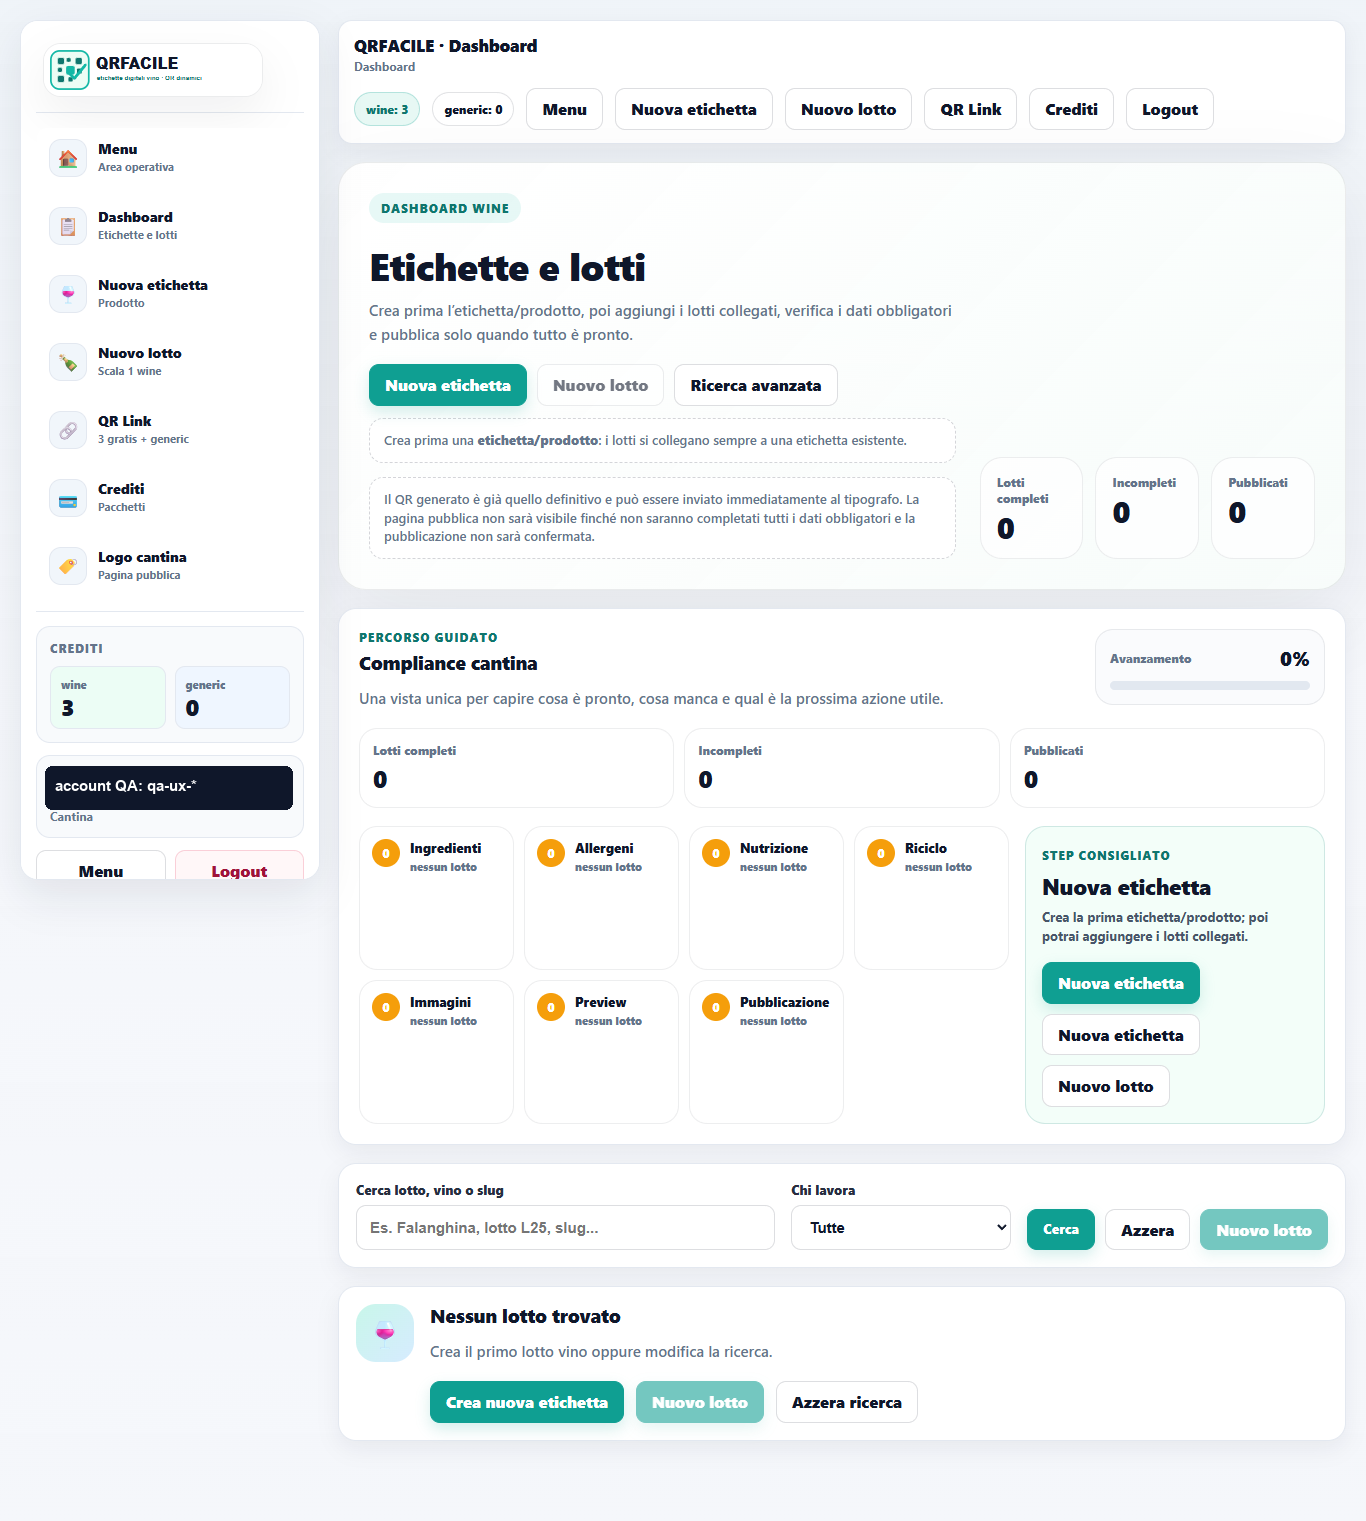 QRFACILE
etichette digitali vino · QR dinamici
Menu
Area operativa
Dashboard
Etichette e lotti
Nuova etichetta
Prodotto
Nuovo lotto
Scala 1 wine
QR Link
3 gratis + generic
Crediti
Pacchetti
Logo cantina
Pagina pubblica
CREDITI
wine
3
generic
0
account QA: qa-ux-*
Cantina
Menu
Logout
QRFACILE · Dashboard
Dashboard
wine: 3
generic: 0
Menu
Nuova etichetta
Nuovo lotto
QR Link
Crediti
Logout
DASHBOARD WINE
Etichette e lotti
Crea prima l’etichetta/prodotto, poi aggiungi i lotti collegati, verifica i dati obbligatori
e pubblica solo quando tutto è pronto.
Nuova etichetta
Nuovo lotto
Ricerca avanzata
Crea prima una etichetta/prodotto: i lotti si collegano sempre a una etichetta esistente.
Il QR generato è già quello definitivo e può essere inviato immediatamente al tipografo. La
pagina pubblica non sarà visibile finché non saranno completati tutti i dati obbligatori e la
pubblicazione non sarà confermata.
Lotti
completi
0
Incompleti
0
Pubblicati
0
PERCORSO GUIDATO
Compliance cantina
Una vista unica per capire cosa è pronto, cosa manca e qual è la prossima azione utile.
Avanzamento
0%
Lotti completi
0
Incompleti
0
Pubblicati
0
0
Ingredienti
nessun lotto
0
Allergeni
nessun lotto
0
Nutrizione
nessun lotto
0
Riciclo
nessun lotto
0
Immagini
nessun lotto
0
Preview
nessun lotto
0
Pubblicazione
nessun lotto
STEP CONSIGLIATO
Nuova etichetta
Crea la prima etichetta/prodotto; poi
potrai aggiungere i lotti collegati.
Nuova etichetta
Nuova etichetta
Nuovo lotto
Cerca lotto, vino o slug
Es. Falanghina, lotto L25, slug...
Chi lavora
Tutte
Cerca
Azzera
Nuovo lotto
Nessun lotto trovato
Crea il primo lotto vino oppure modifica la ricerca.
Crea nuova etichetta
Nuovo lotto
Azzera ricerca